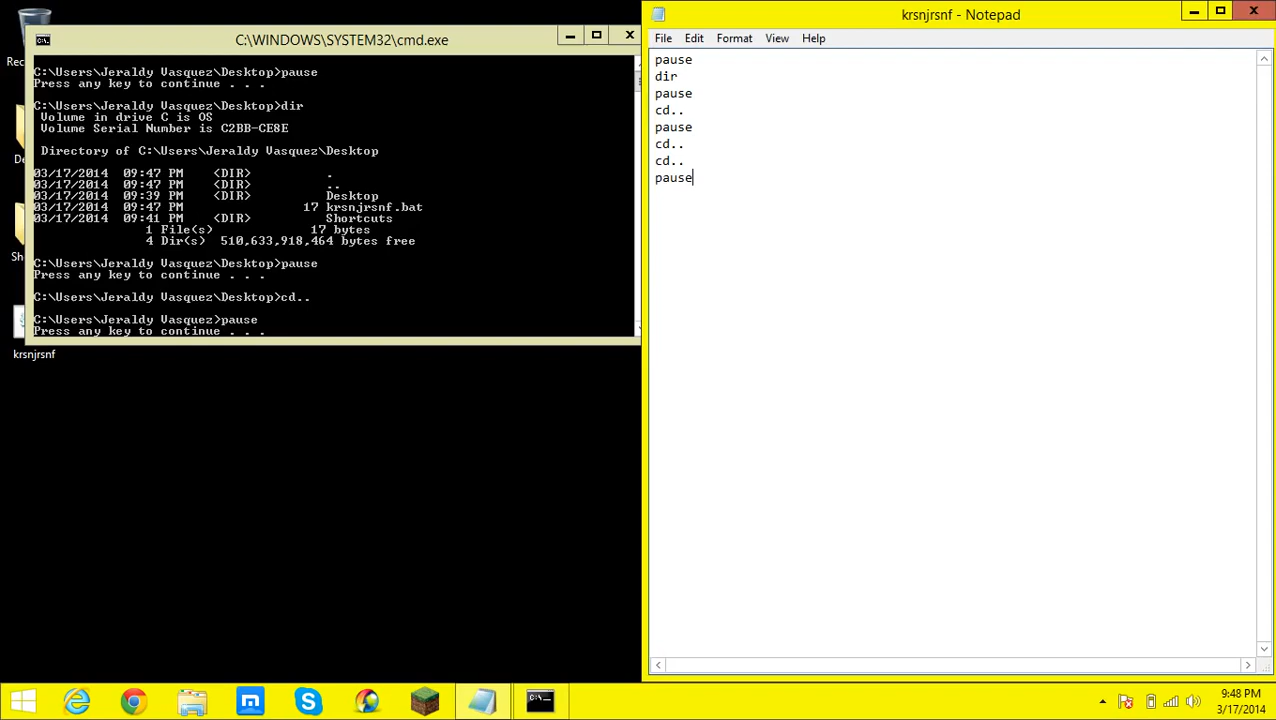 Rec
De
Sho
krsnjrsnf
C:\WINDOWS\SYSTEM32\cmd.exe
C:\Users\Jeraldy Vasquez\Desktop>pause
Press any key to continue . . .
C:\Users\Jeraldy Vasquez\Desktop>dir
Volume in drive C is OS
Volume Serial Number is C2BB-CE8E
Directory of C:\Users\Jeraldy Vasquez\Desktop
03/17/2014 09:47 PM <DIR> .
03/17/2014 09:47 PM <DIR> ..
03/17/2014 09:39 PM <DIR> Desktop
03/17/2014 09:47 PM 17 krsnjrsnf.bat
03/17/2014 09:41 PM <DIR> Shortcuts
1 File(s) 17 bytes
4 Dir(s) 510,633,918,464 bytes free
C:\Users\Jeraldy Vasquez\Desktop>pause
Press any key to continue . . .
C:\Users\Jeraldy Vasquez\Desktop>cd..
C:\Users\Jeraldy Vasquez>pause
Press any key to continue . . .
krsnjrsnf - Notepad
File Edit Format View Help
pause
dir
pause
cd..
pause
cd..
cd..
pause
9:48 PM
3/17/2014